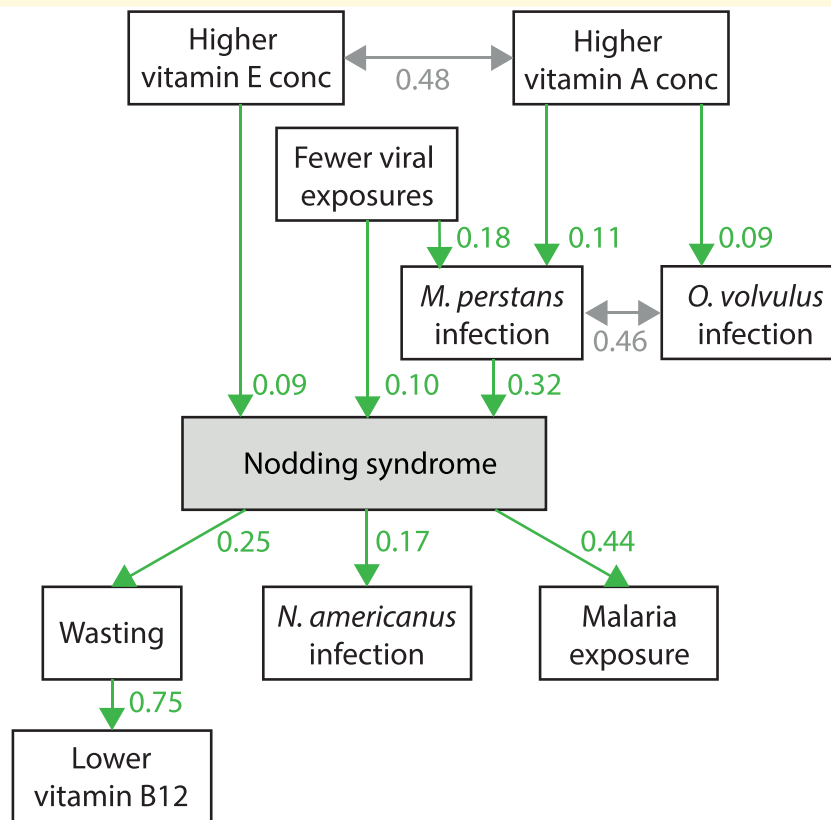 Higher
vitamin E conc
0.48
Higher
vitamin A conc
Fewer viral
exposures
0.18
0.11
0.09
M. perstans
infection
0.46
O. volvulus
infection
0.09
0.10
0.32
Nodding syndrome
0.25
0.17
0.44
Wasting
N. americanus
infection
Malaria
exposure
0.75
Lower
vitamin B12